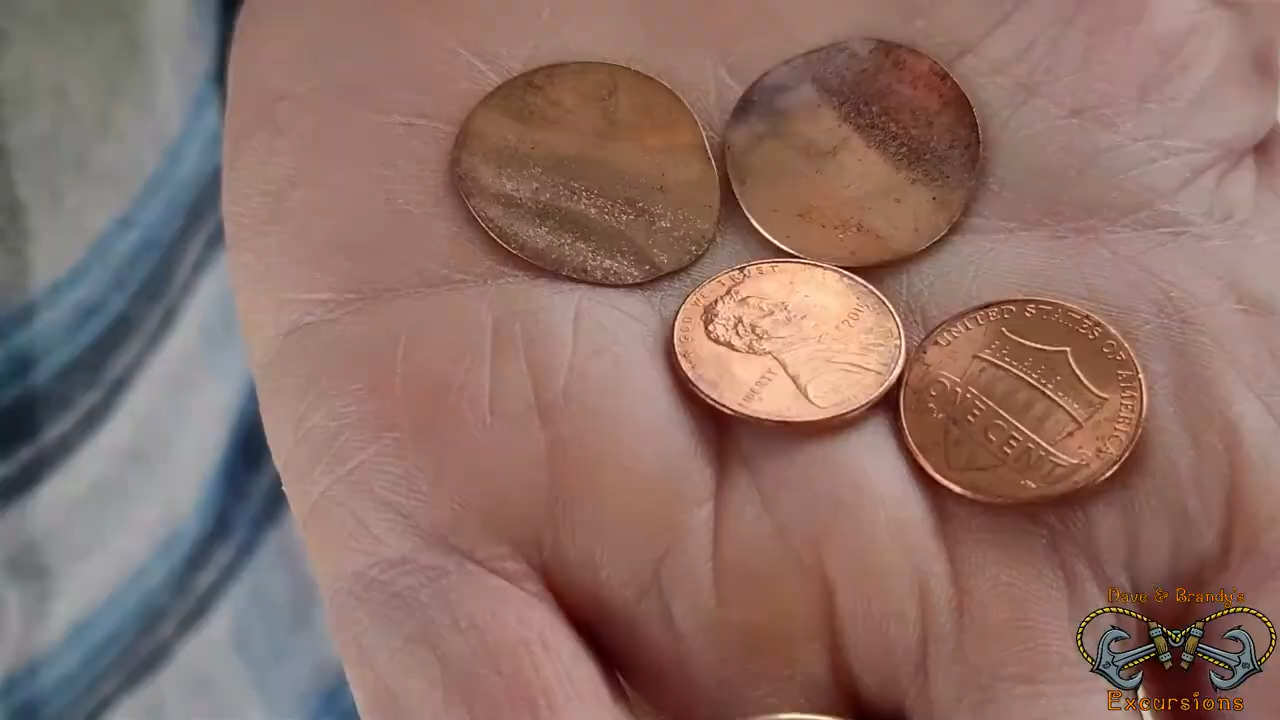 IN GOD WE TRUST
LIBERTY
UNITED STATES OF AMERICA
ONE CENT
Dave & Brandy's
Excursions